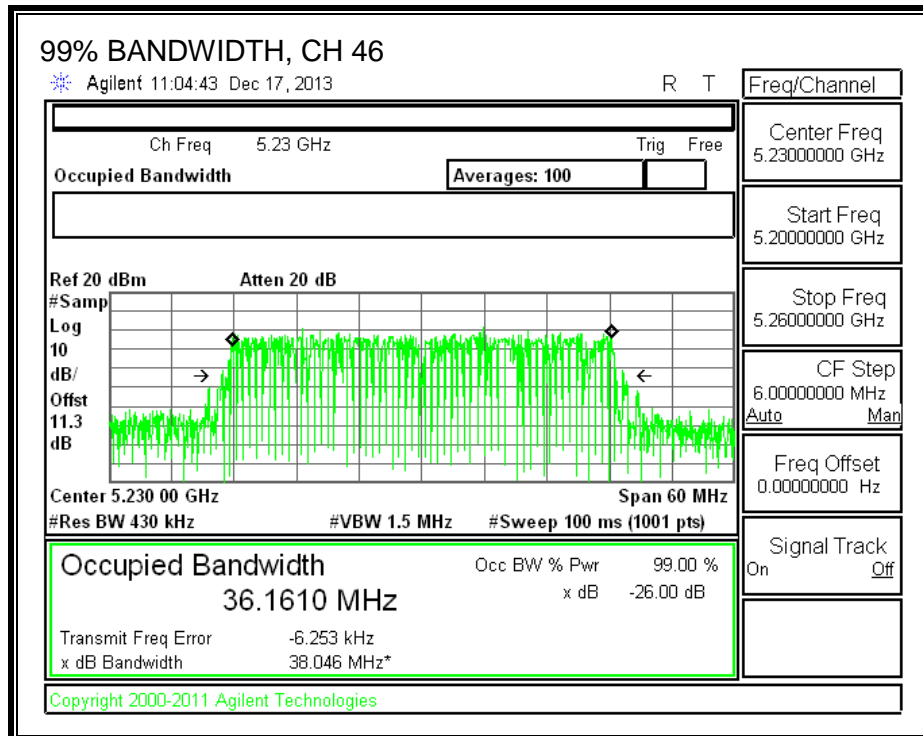 99% BANDWIDTH, CH 46
Agilent 11:04:43 Dec 17, 2013 R T
Freq/Channel
Ch Freq 5.23 GHz Trig Free
Occupied Bandwidth Averages: 100
Center Freq
5.23000000 GHz
Start Freq
5.20000000 GHz
Stop Freq
5.26000000 GHz
CF Step
6.00000000 MHz
Auto Man
Freq Offset
0.00000000 Hz
Signal Track
On Off
Ref 20 dBm Atten 20 dB
#Samp
Log
10
dB/
Offst
11.3
dB
Center 5.230 00 GHz Span 60 MHz
#Res BW 430 kHz #VBW 1.5 MHz #Sweep 100 ms (1001 pts)
Occupied Bandwidth Occ BW % Pwr 99.00 %
36.1610 MHz x dB -26.00 dB
Transmit Freq Error -6.253 kHz
x dB Bandwidth 38.046 MHz*
Copyright 2000-2011 Agilent Technologies